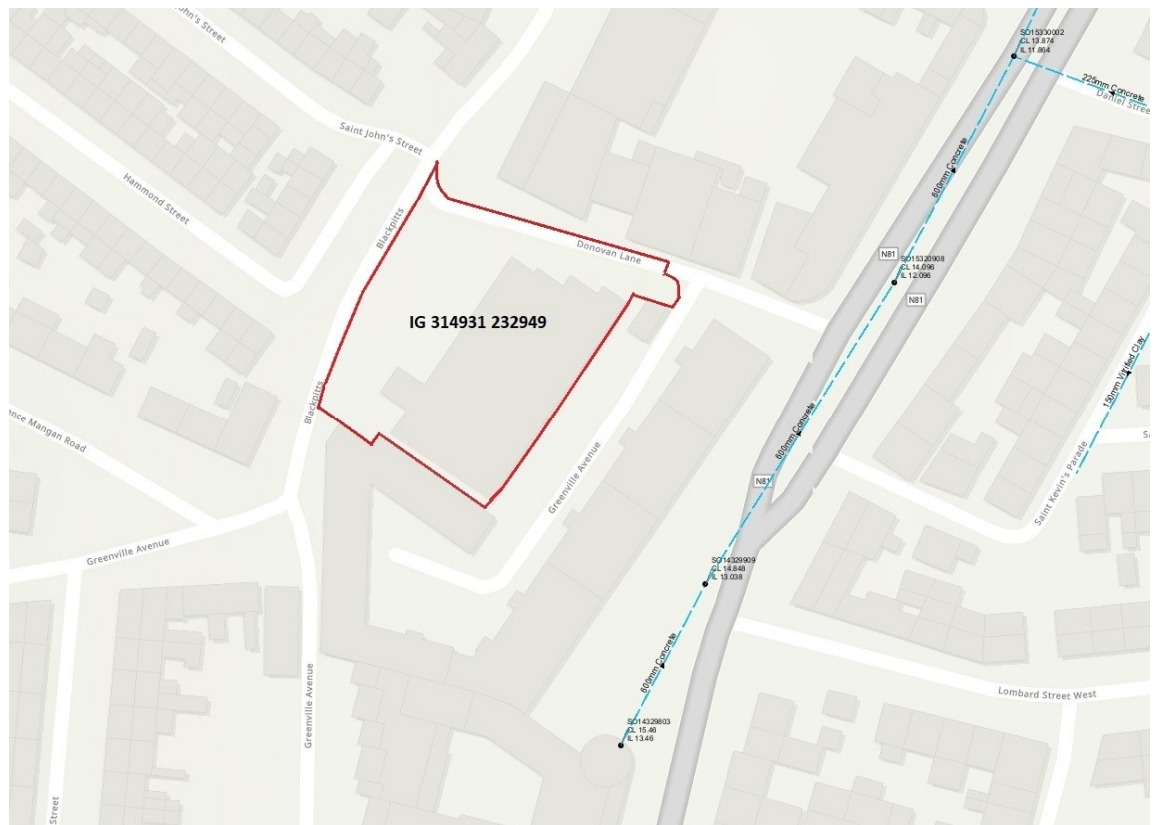 John's Street
SO15330002
CL 13.874
IL 11.864
225mm Concrete
Daniel Stree
Saint John's Street
600mm Concrete
Hammond Street
Blackpitts
Donovan Lane
N81
SO15320908
CL 14.096
IL 12.096
N81
IG 314931 232949
150mm Vitrified Clay
Blackpitts
600mm Concrete
ance Mangan Road
Sa
Saint Kevin's Parade
Greenville Avenue
N81
Greenville Avenue
SO14329909
CL 14.848
IL 13.038
600mm Concrete
Greenville Avenue
Lombard Street West
SO14329803
CL 15.46
IL 13.46
Street